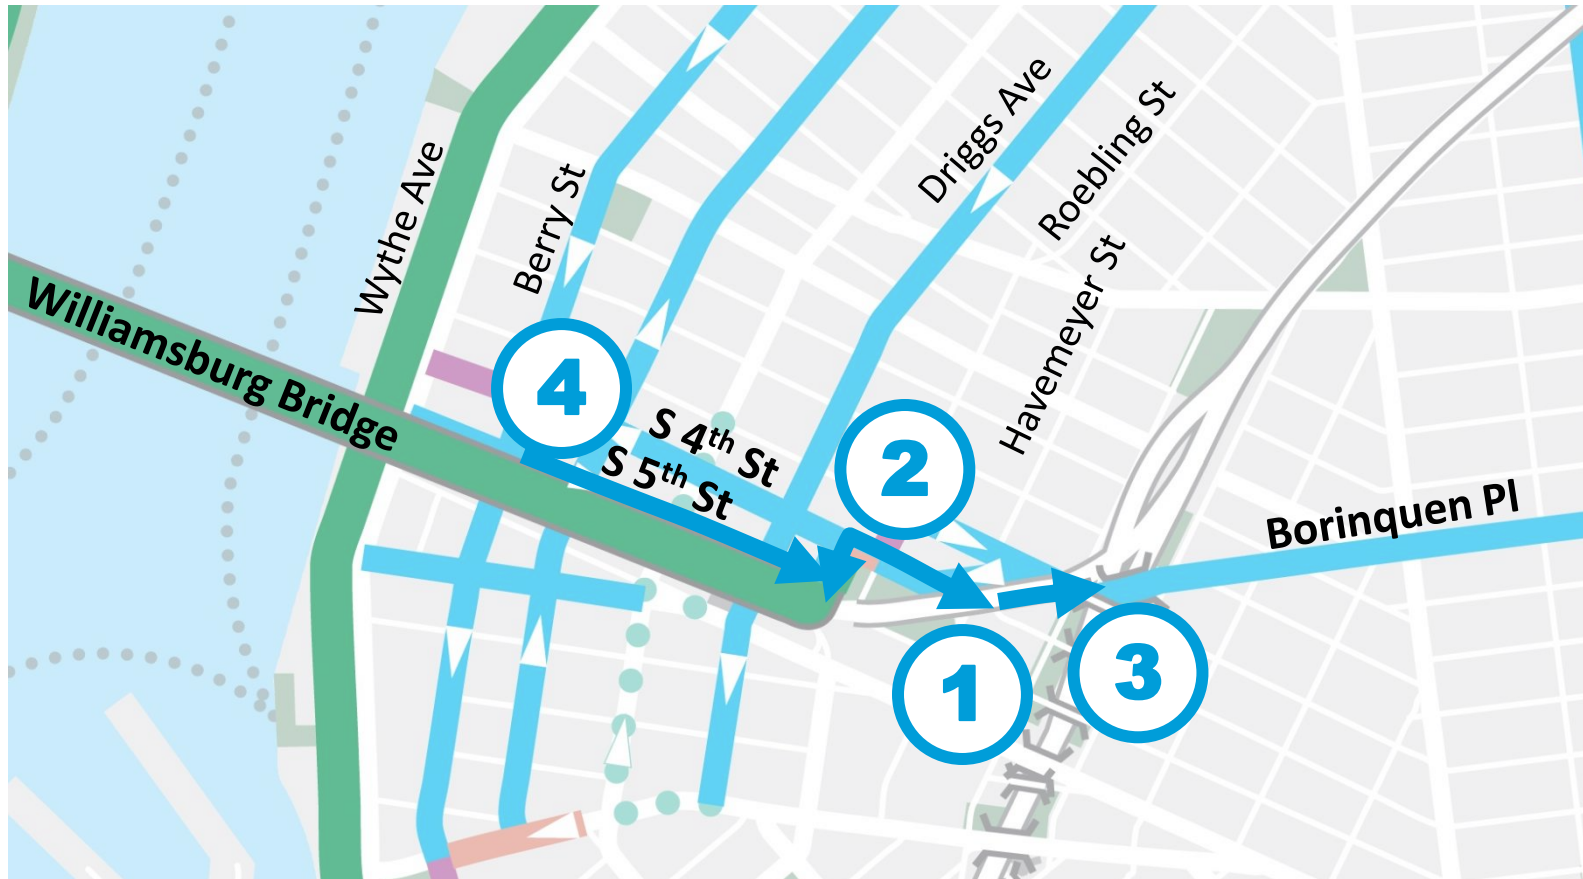 Wythe Ave
Berry St
Driggs Ave
Roebling St
Havemeyer St
Williamsburg Bridge
4
S 4th St
S 5th St
2
Borinquen Pl
1
3